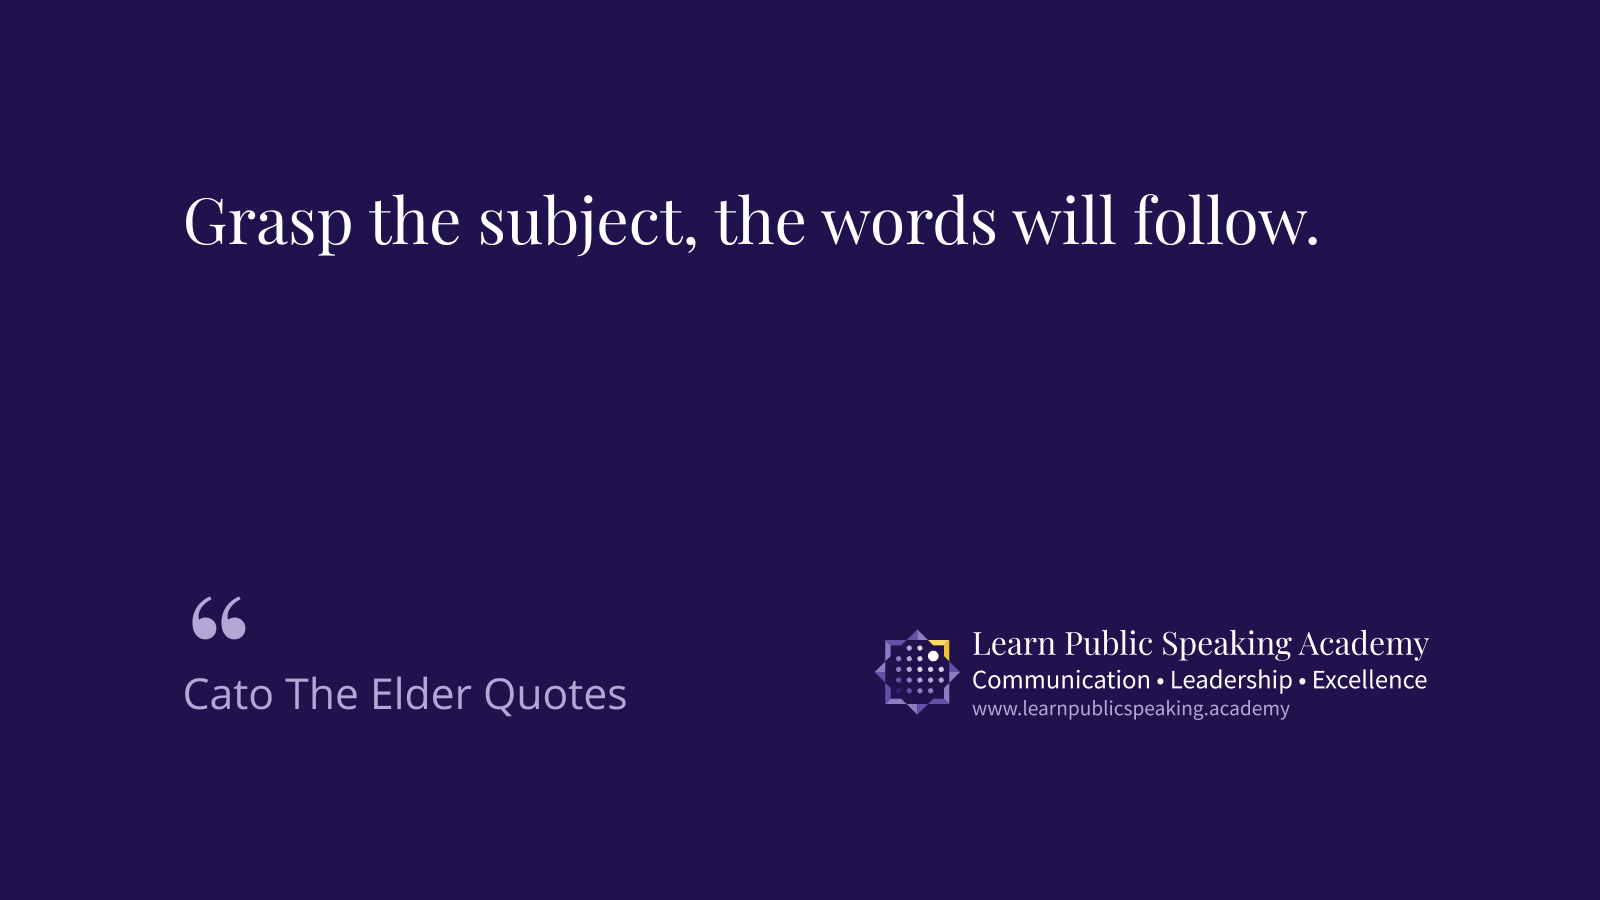 Grasp the subject, the words will follow.
“
Cato The Elder Quotes
Learn Public Speaking Academy
Communication • Leadership • Excellence
www.learnpublicspeaking.academy